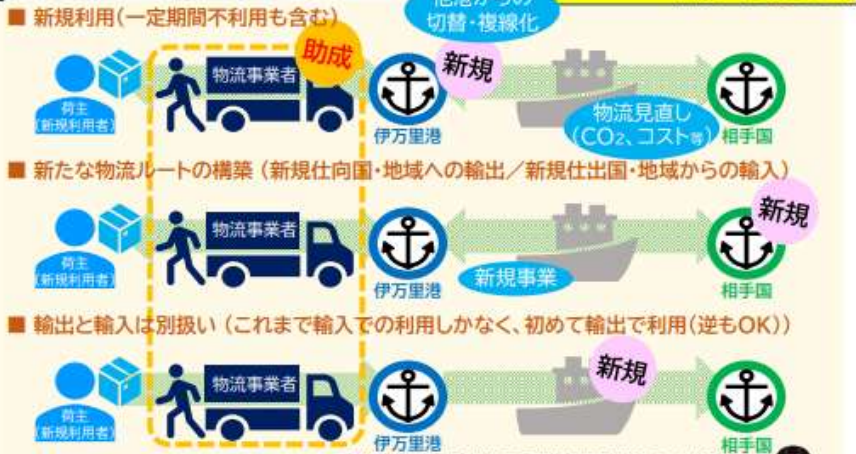 ■ 新規利用(一定期間不利用も含む)
切替・複線化
助成
物流事業者
新規
荷主
(新規利用者)
伊万里港
物流見直し
(CO2、コスト等)
相手国
■ 新たな物流ルートの構築 (新規仕向国・地域への輸出/新規仕出国・地域からの輸入)
新規
物流事業者
荷主
(新規利用者)
伊万里港
新規事業
相手国
■ 輸出と輸入は別扱い (これまで輸入での利用しかなく、初めて輸出で利用(逆もOK))
新規
物流事業者
荷主
(新規利用者)
伊万里港
相手国